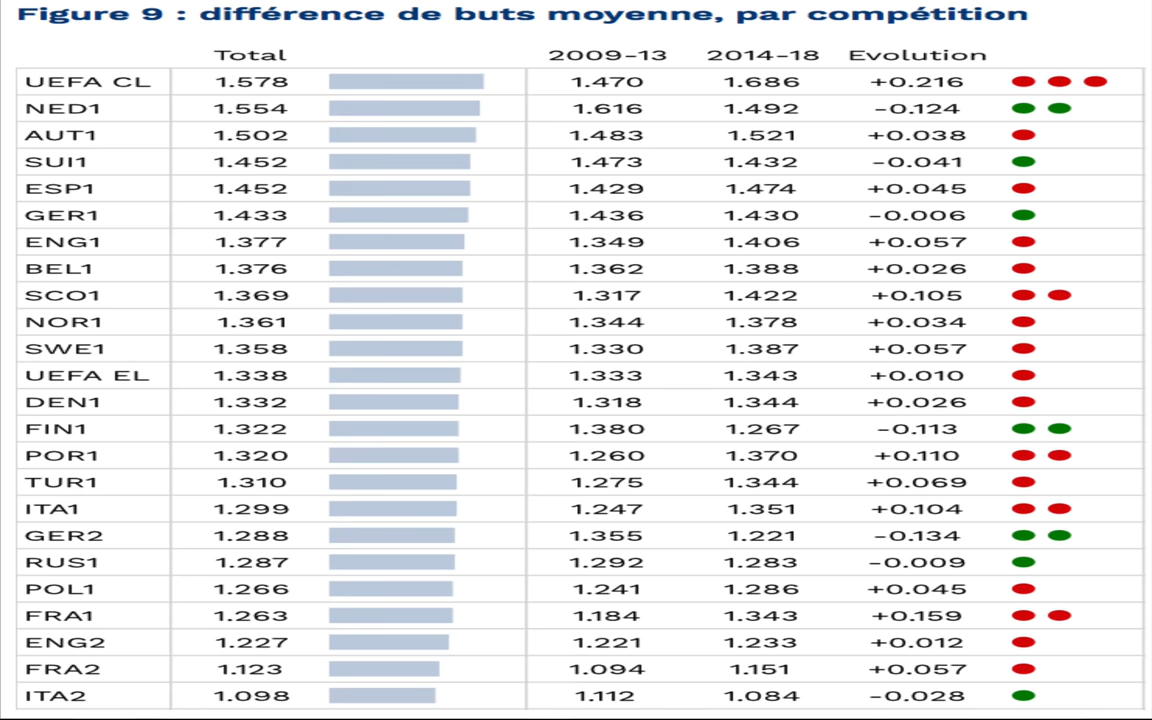 Figure 9 : différence de buts moyenne, par compétition
Total 2009-13 2014-18 Evolution
UEFA CL 1.578 1.470 1.686 +0.216
NED1 1.554 1.616 1.492 -0.124
AUT1 1.502 1.483 1.521 +0.038
SUI1 1.452 1.473 1.432 -0.041
ESP1 1.452 1.429 1.474 +0.045
GER1 1.433 1.436 1.430 -0.006
ENG1 1.377 1.349 1.406 +0.057
BEL1 1.376 1.362 1.388 +0.026
SCO1 1.369 1.317 1.422 +0.105
NOR1 1.361 1.344 1.378 +0.034
SWE1 1.358 1.330 1.387 +0.057
UEFA EL 1.338 1.333 1.343 +0.010
DEN1 1.332 1.318 1.344 +0.026
FIN1 1.322 1.380 1.267 -0.113
POR1 1.320 1.260 1.370 +0.110
TUR1 1.310 1.275 1.344 +0.069
ITA1 1.299 1.247 1.351 +0.104
GER2 1.288 1.355 1.221 -0.134
RUS1 1.287 1.292 1.283 -0.009
POL1 1.266 1.241 1.286 +0.045
FRA1 1.263 1.184 1.343 +0.159
ENG2 1.227 1.221 1.233 +0.012
FRA2 1.123 1.094 1.151 +0.057
ITA2 1.098 1.112 1.084 -0.028